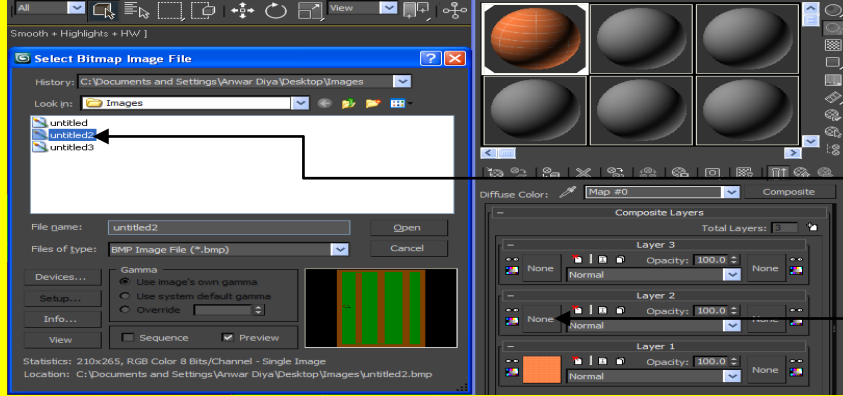 All
View
Smooth + Highlights + HW ]
Select Bitmap Image File
History: C:\Documents and Settings\Anwar Diya\Desktop\Images
Look in: Images
untitled
untitled2
untitled3
File name: untitled2 Open
Files of type: BMP Image File (*.bmp) Cancel
Devices...
Setup...
Info...
View
Gamma
Use image's own gamma
Use system default gamma
Override
Sequence Preview
Statistics: 210x265, RGB Color 8 Bits/Channel - Single Image
Location: C:\Documents and Settings\Anwar Diya\Desktop\Images\untitled2.bmp
Diffuse Color: Map #0 Composite
Composite Layers
Total Layers: 3
Layer 3
None Opacity: 100.0 None
Normal
Layer 2
None Opacity: 100.0 None
Normal
Layer 1
Opacity: 100.0 None
Normal